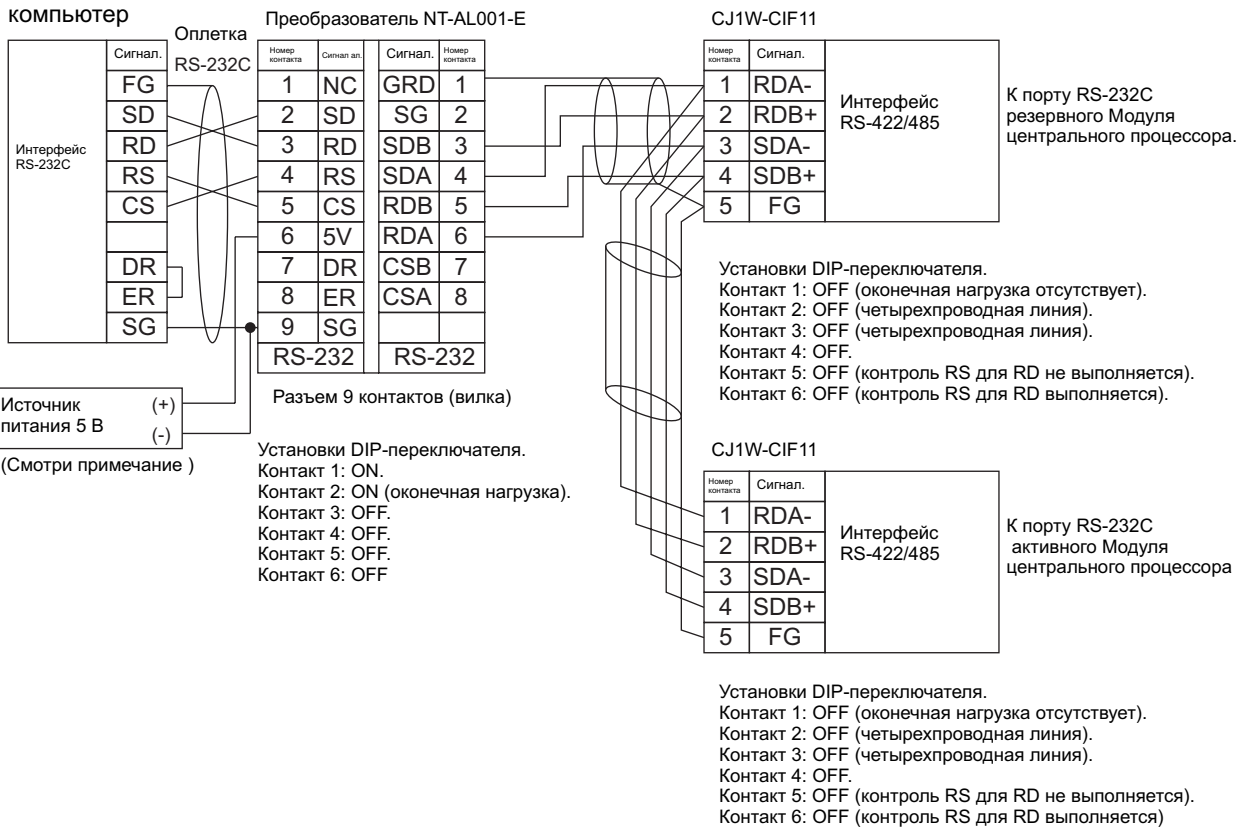 компьютер
Оплетка
RS-232C
Преобразователь NT-AL001-E
CJ1W-CIF11
Интерфейс
RS-232C
Сигнал.
FG
SD
RD
RS
CS
DR
ER
SG
Номер
контакта
Сигнал ал.
Сигнал.
Номер
контакта
1 NC GRD 1
2 SD SG 2
3 RD SDB 3
4 RS SDA 4
5 CS RDB 5
6 5V RDA 6
7 DR CSB 7
8 ER CSA 8
9 SG
RS-232 RS-232
Разъем 9 контактов (вилка)
Источник (+)
питания 5 В (-)
(Смотри примечание )
Установки DIP-переключателя.
Контакт 1: ON.
Контакт 2: ON (оконечная нагрузка).
Контакт 3: OFF.
Контакт 4: OFF.
Контакт 5: OFF.
Контакт 6: OFF
Номер
контакта
Сигнал.
1 RDA-
2 RDB+
3 SDA-
4 SDB+
5 FG
Интерфейс
RS-422/485
К порту RS-232C
резервного Модуля
центрального процессора.
Установки DIP-переключателя.
Контакт 1: OFF (оконечная нагрузка отсутствует).
Контакт 2: OFF (четырехпроводная линия).
Контакт 3: OFF (четырехпроводная линия).
Контакт 4: OFF.
Контакт 5: OFF (контроль RS для RD не выполняется).
Контакт 6: OFF (контроль RS для RD выполняется).
CJ1W-CIF11
Номер
контакта
Сигнал.
1 RDA-
2 RDB+
3 SDA-
4 SDB+
5 FG
Интерфейс
RS-422/485
К порту RS-232C
активного Модуля
центрального процессора
Установки DIP-переключателя.
Контакт 1: OFF (оконечная нагрузка отсутствует).
Контакт 2: OFF (четырехпроводная линия).
Контакт 3: OFF (четырехпроводная линия).
Контакт 4: OFF.
Контакт 5: OFF (контроль RS для RD не выполняется).
Контакт 6: OFF (контроль RS для RD выполняется)